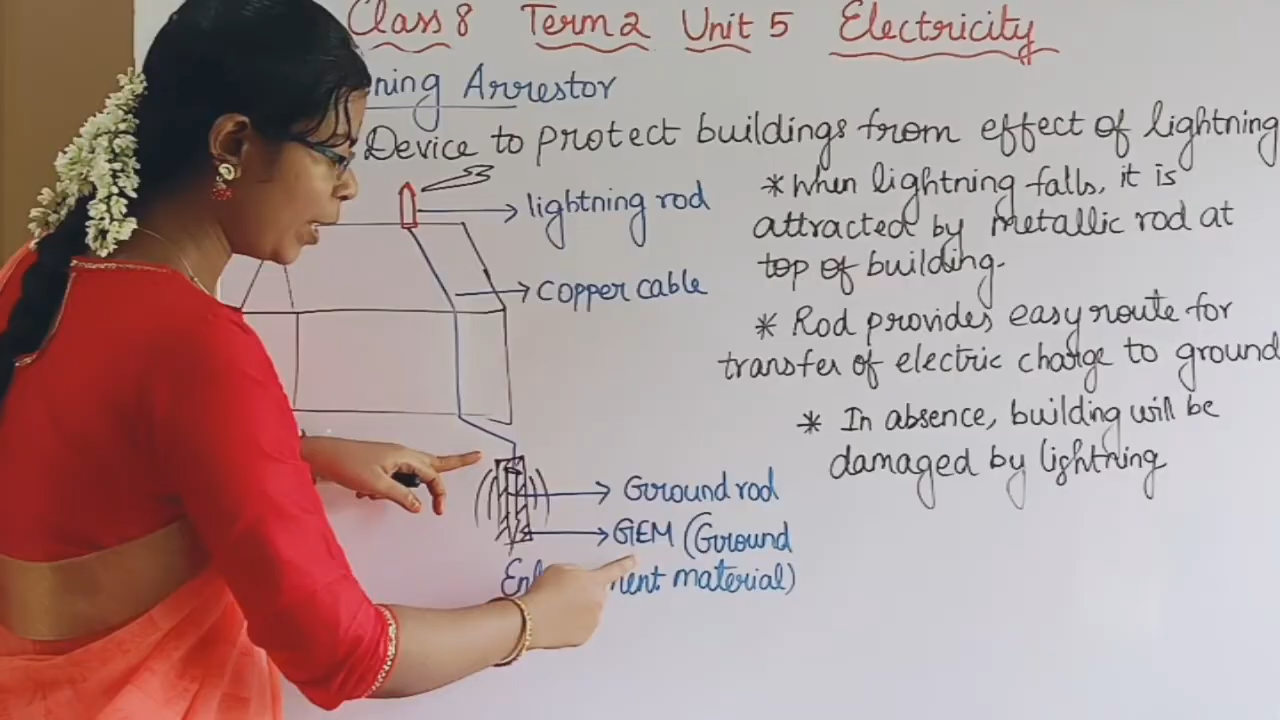 Class 8 Term 2 Unit 5 Electricity
ning Arrestor
Device to protect buildings from effect of lightning
lightning rod
copper cable
Ground rod
GEM (Ground
ment material)
* When lightning falls, it is
attracted by metallic rod at
top of building.
* Rod provides easy route for
transfer of electric charge to ground
* In absence, building will be
damaged by lightning